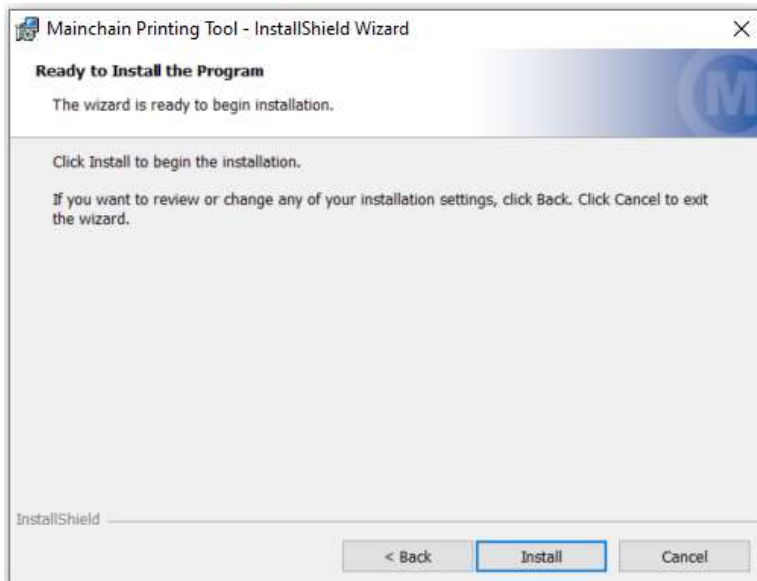 Mainchain Printing Tool - InstallShield Wizard
Ready to Install the Program
The wizard is ready to begin installation.
M
Click Install to begin the installation.
If you want to review or change any of your installation settings, click Back. Click Cancel to exit
the wizard.
InstallShield
< Back
Install
Cancel